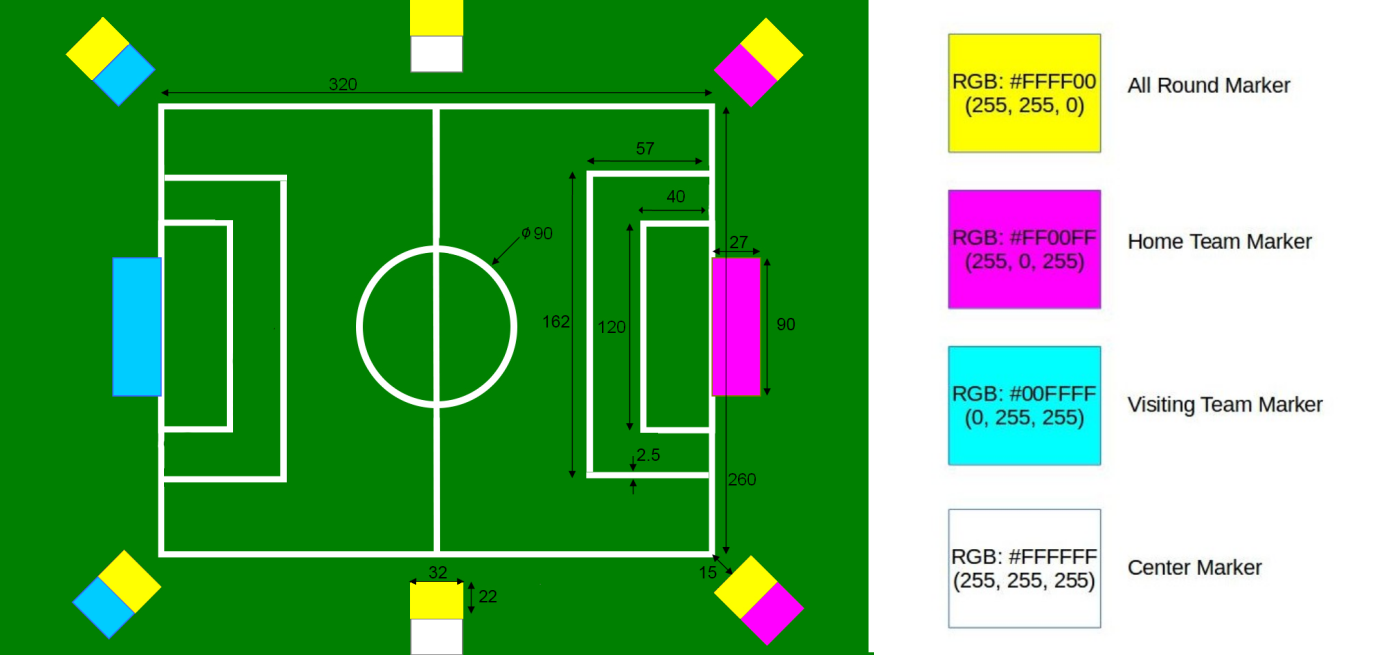 320
57
40
ϕ90
27
162
120
90
2.5
260
32
15
22
RGB: #FFFF00
(255, 255, 0)
All Round Marker
RGB: #FF00FF
(255, 0, 255)
Home Team Marker
RGB: #00FFFF
(0, 255, 255)
Visiting Team Marker
RGB: #FFFFFF
(255, 255, 255)
Center Marker